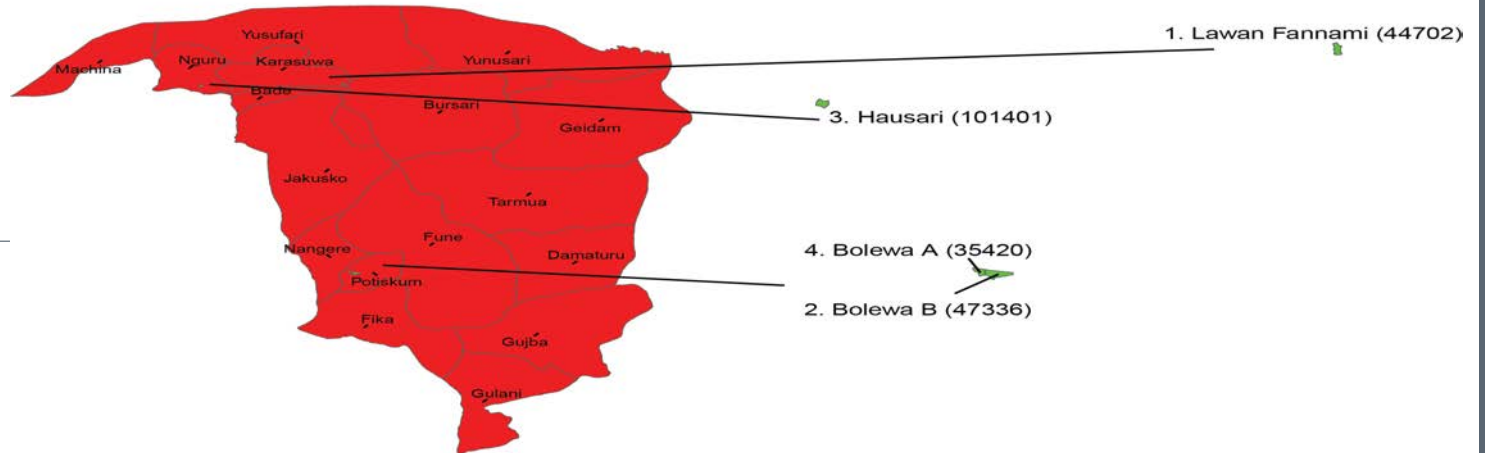 Yusufari
1. Lawan Fannami (44702)
Machina
Nguru
Karasuwa
Yunusari
Bade
Bursari
3. Hausari (101401)
Geidam
Jakusko
Tarmua
Nangere
Fune
Damaturu
4. Bolewa A (35420)
Potiskum
2. Bolewa B (47336)
Fika
Gujba
Gulani